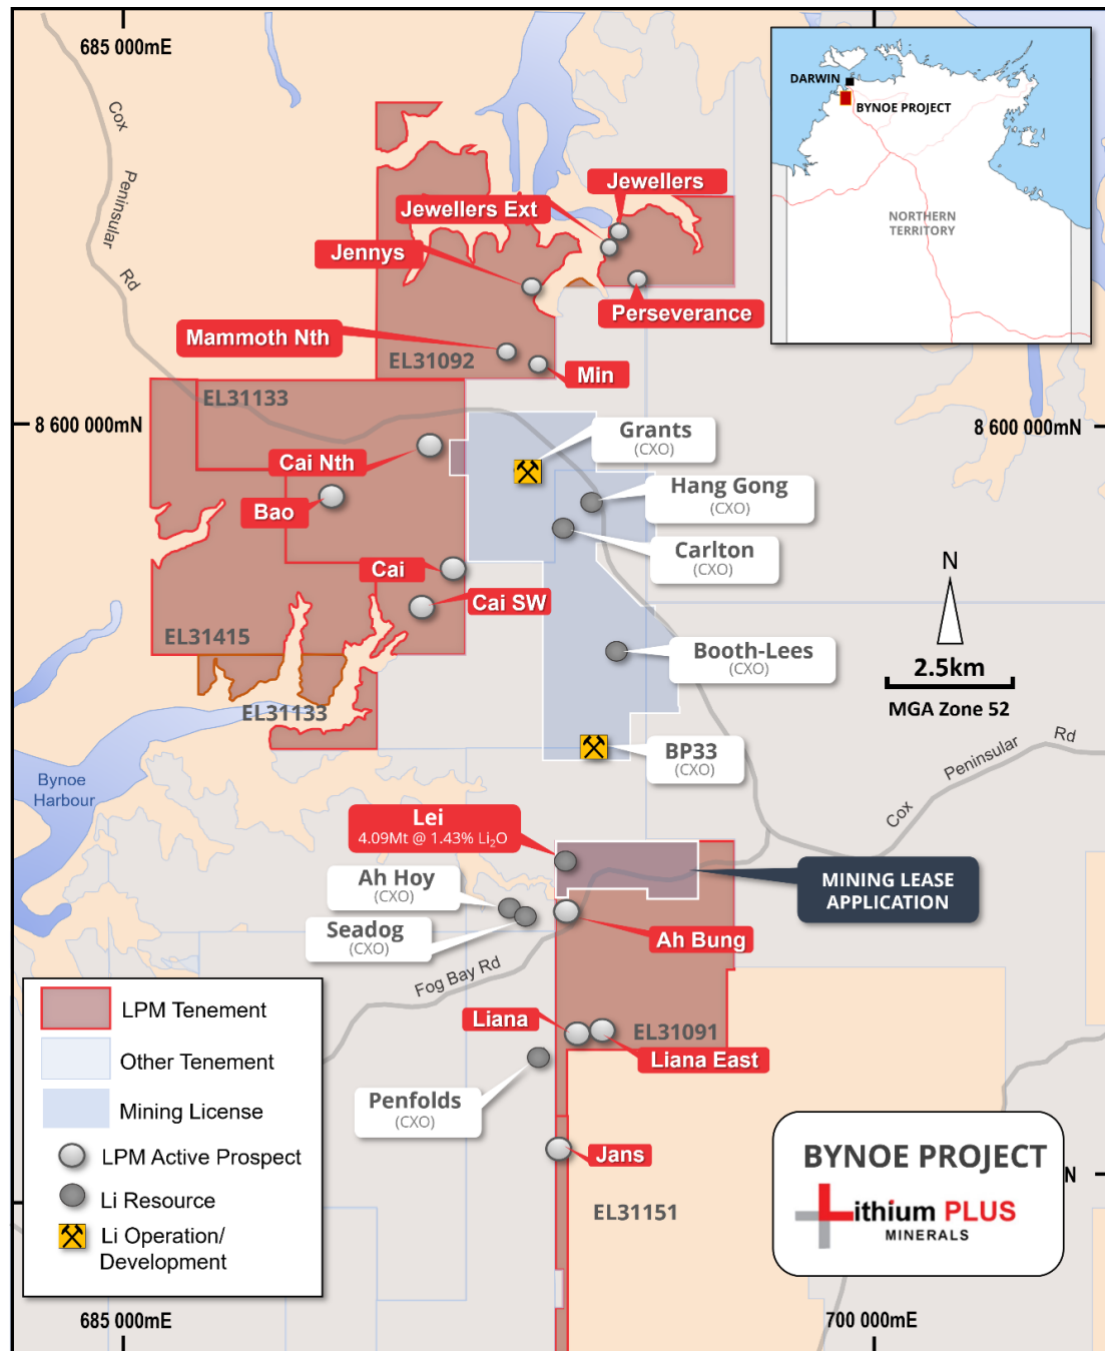 685 000mE
DARWIN
BYNOE PROJECT
NORTHERN
TERRITORY
Cox
Peninsular
Rd
Jewellers
Jewellers Ext
Jennys
Perseverance
Mammoth Nth
EL31092
Min
EL31133
8 600 000mN
8 600 000mN
Grants
(CXO)
Cai Nth
Hang Gong
(CXO)
Bao
Carlton
(CXO)
Cai
Cai SW
N
EL31415
Booth-Lees
(CXO)
2.5km
MGA Zone 52
EL31133
BP33
(CXO)
Peninsular
Rd
Cox
Bynoe
Harbour
Lei
4.09Mt @ 1.43% Li₂O
Ah Hoy
(CXO)
MINING LEASE
APPLICATION
Seadog
(CXO)
Ah Bung
Fog Bay Rd
Liana
EL31091
Liana East
Penfolds
(CXO)
Jans
EL31151
LPM Tenement
Other Tenement
Mining License
LPM Active Prospect
Li Resource
Li Operation/
Development
BYNOE PROJECT
Lithium PLUS
MINERALS
N
685 000mE
700 000mE